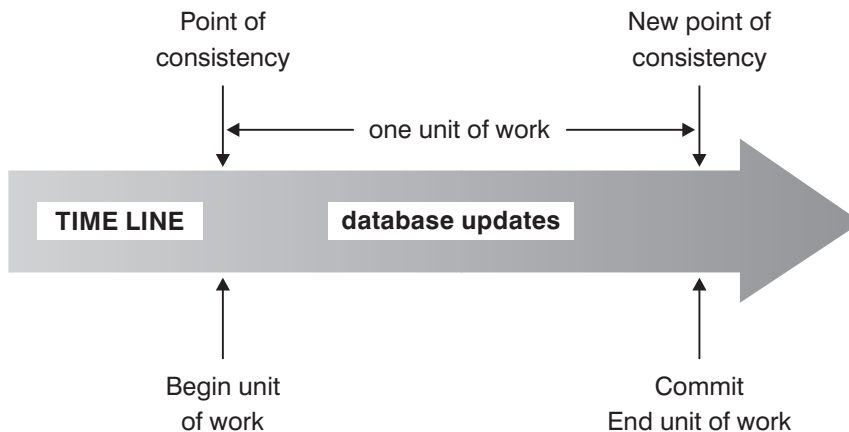 Point of
consistency
New point of
consistency
one unit of work
TIME LINE
database updates
Begin unit
of work
Commit
End unit of work